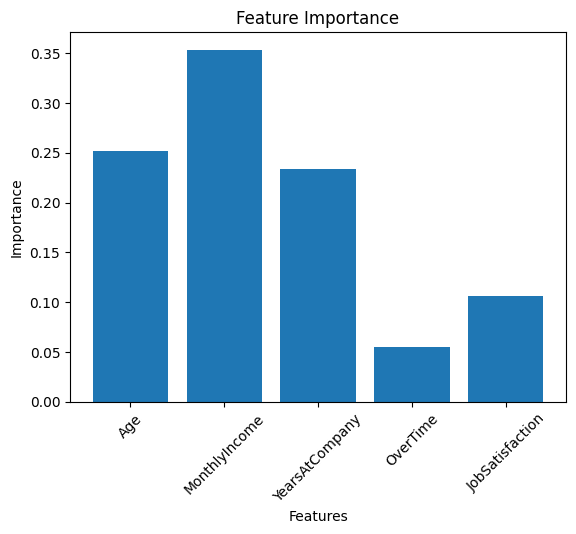 Feature Importance
Importance
0.35
0.30
0.25
0.20
0.15
0.10
0.05
0.00
Age
MonthlyIncome
YearsAtCompany
OverTime
JobSatisfaction
Features